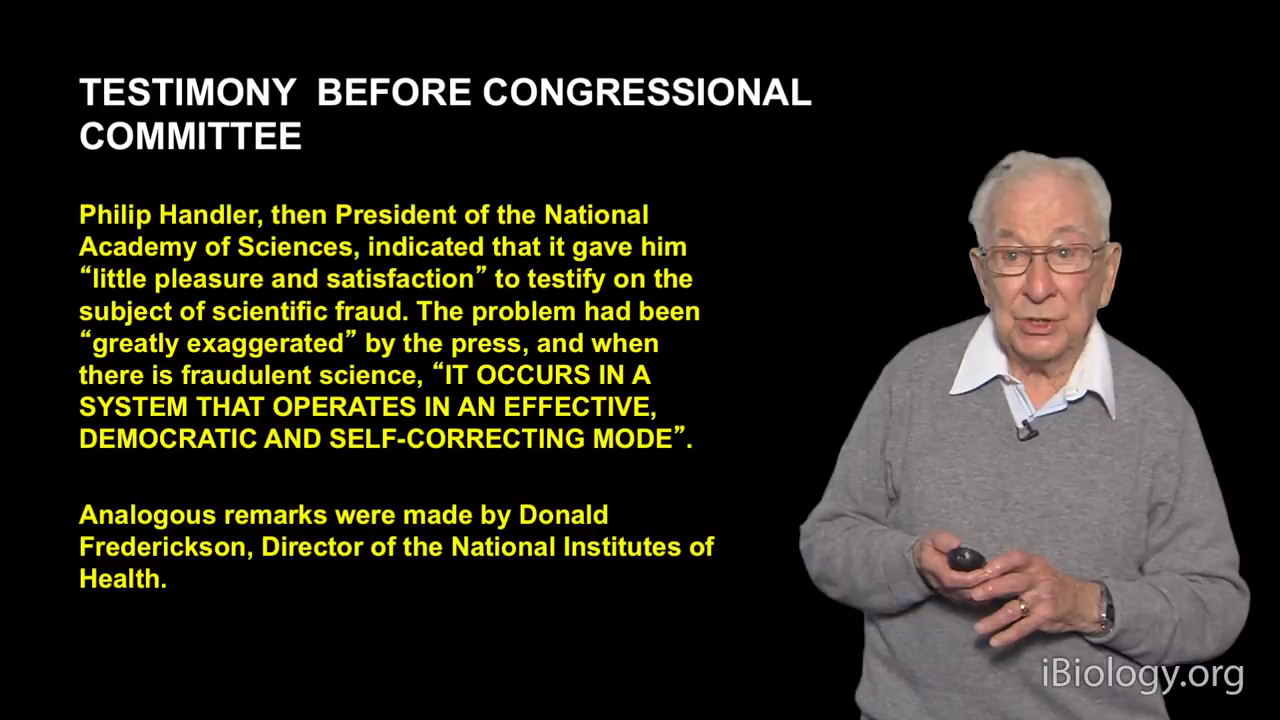 TESTIMONY BEFORE CONGRESSIONAL
COMMITTEE
Philip Handler, then President of the National
Academy of Sciences, indicated that it gave him
“little pleasure and satisfaction” to testify on the
subject of scientific fraud. The problem had been
“greatly exaggerated” by the press, and when
there is fraudulent science, “IT OCCURS IN A
SYSTEM THAT OPERATES IN AN EFFECTIVE,
DEMOCRATIC AND SELF-CORRECTING MODE”.
Analogous remarks were made by Donald
Frederickson, Director of the National Institutes of
Health.
iBiology.org